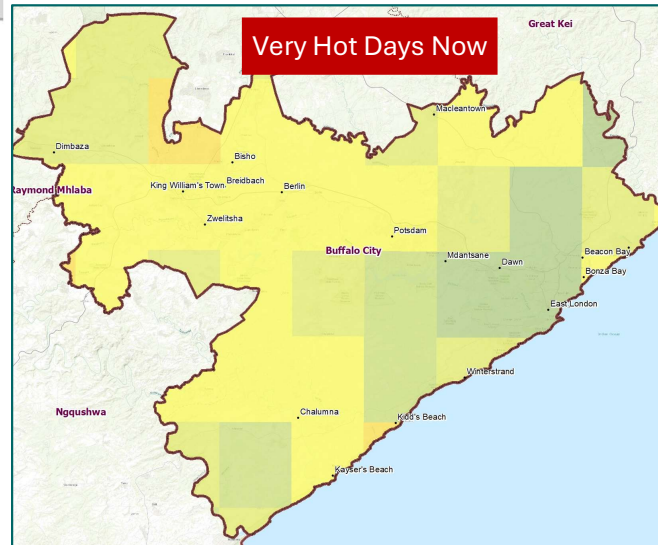 Very Hot Days Now
Great Kei
Macleantown
Dimbaza
Bisho
Raymond Mhlaba
King William's Town
Breidbach
Berlin
Zwelitsha
Potsdam
Buffalo City
Mdantsane
Dawn
Beacon Bay
Bonza Bay
East London
Winterstrand
Ngqushwa
Chalumna
Kidd's Beach
Kayser's Beach